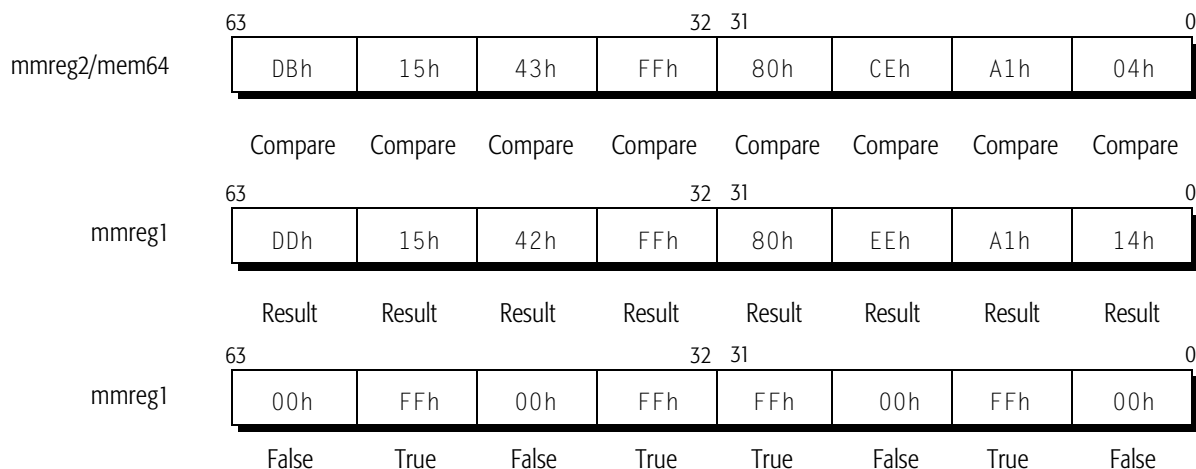 63 32 31 0
mmreg2/mem64 DBh 15h 43h FFh 80h CEh A1h 04h
Compare Compare Compare Compare Compare Compare Compare Compare
63 32 31 0
mmreg1 DDh 15h 42h FFh 80h EEh A1h 14h
Result Result Result Result Result Result Result Result
63 32 31 0
mmreg1 00h FFh 00h FFh FFh 00h FFh 00h
False True False True True False True False